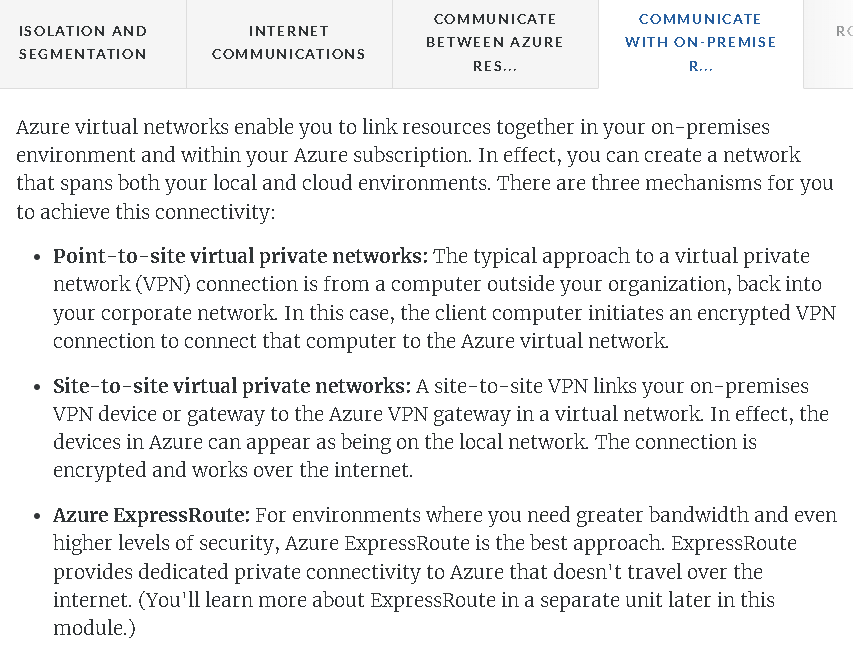 ISOLATION AND
SEGMENTATION
INTERNET
COMMUNICATIONS
COMMUNICATE
BETWEEN AZURE
RES...
COMMUNICATE
WITH ON-PREMISE
R...
RO
Azure virtual networks enable you to link resources together in your on-premises
environment and within your Azure subscription. In effect, you can create a network
that spans both your local and cloud environments. There are three mechanisms for you
to achieve this connectivity:
• Point-to-site virtual private networks: The typical approach to a virtual private
network (VPN) connection is from a computer outside your organization, back into
your corporate network. In this case, the client computer initiates an encrypted VPN
connection to connect that computer to the Azure virtual network.
• Site-to-site virtual private networks: A site-to-site VPN links your on-premises
VPN device or gateway to the Azure VPN gateway in a virtual network. In effect, the
devices in Azure can appear as being on the local network. The connection is
encrypted and works over the internet.
• Azure ExpressRoute: For environments where you need greater bandwidth and even
higher levels of security, Azure ExpressRoute is the best approach. ExpressRoute
provides dedicated private connectivity to Azure that doesn't travel over the
internet. (You'll learn more about ExpressRoute in a separate unit later in this
module.)